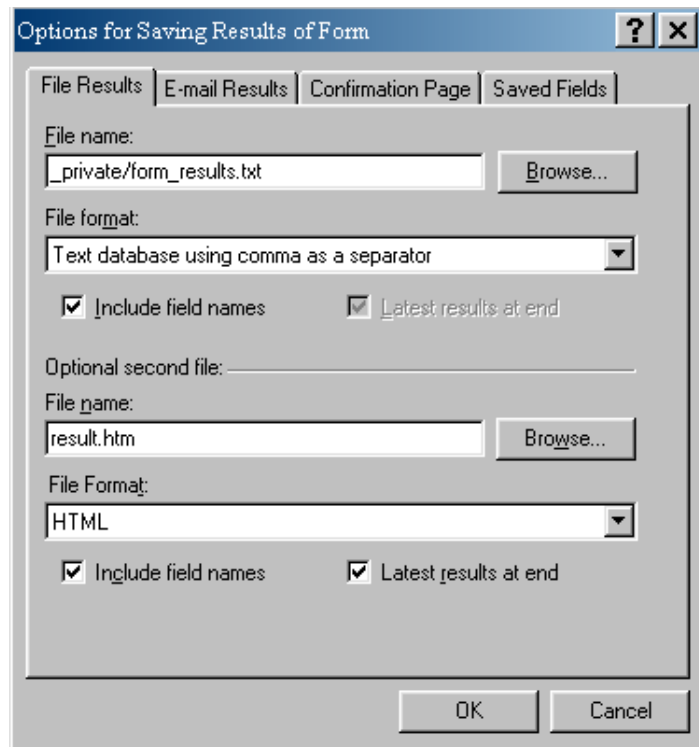 Options for Saving Results of Form
File Results E-mail Results Confirmation Page Saved Fields
File name:
_private/form_results.txt Browse...
File format:
Text database using comma as a separator
Include field names Latest results at end
Optional second file:
File name:
result.htm Browse...
File Format:
HTML
Include field names Latest results at end
OK Cancel